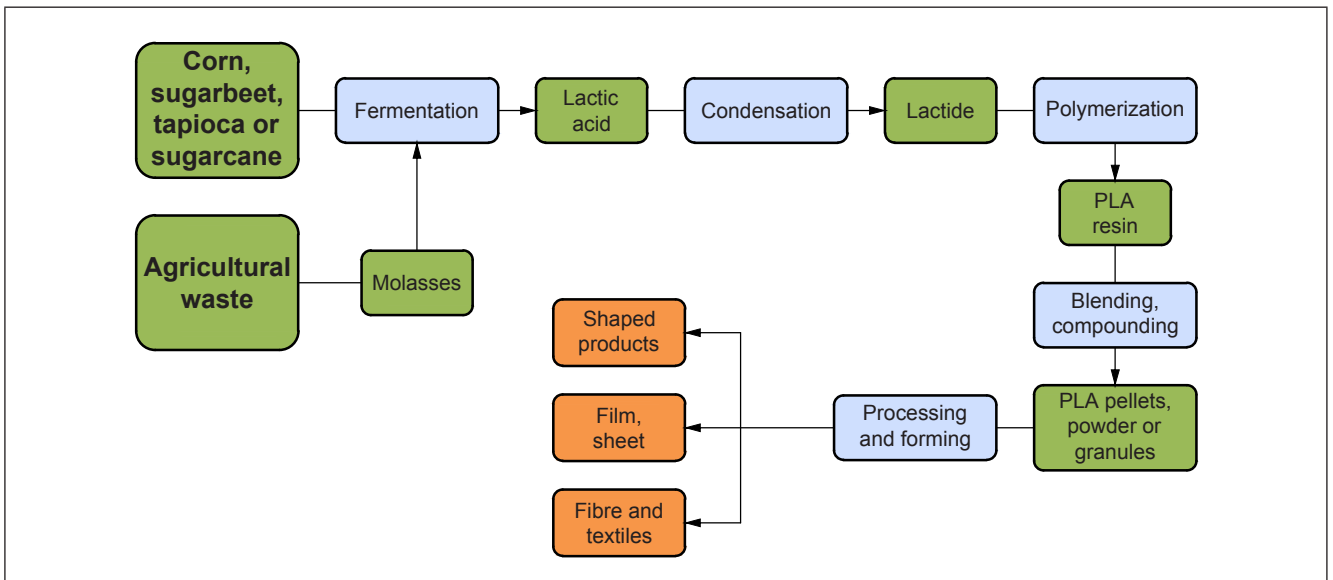 Corn,
sugarbeet,
tapioca or
sugarcane
Fermentation
Lactic
acid
Condensation
Lactide
Polymerization
PLA
resin
Agricultural
waste
Molasses
Blending,
compounding
Shaped
products
PLA pellets,
powder or
granules
Processing
and forming
Film,
sheet
Fibre and
textiles